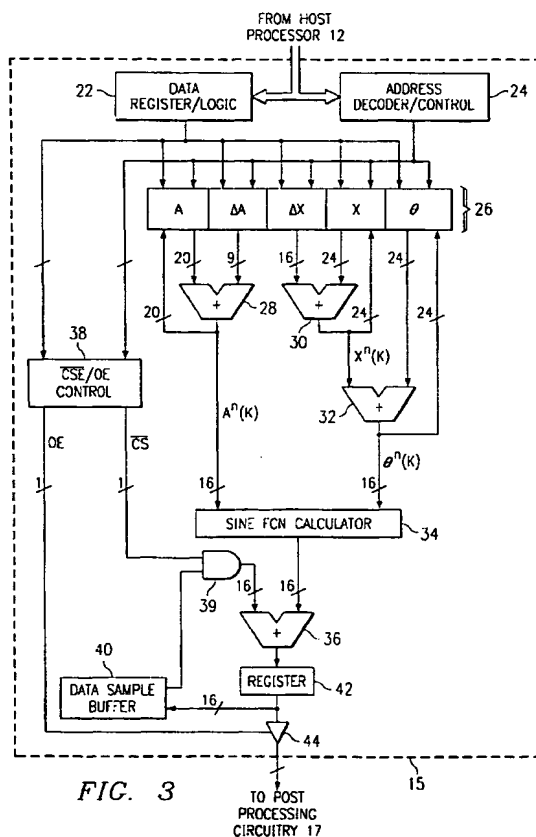 FROM HOST
PROCESSOR 12
22
DATA
REGISTER/LOGIC
ADDRESS
DECODER/CONTROL
24
A
ΔA
ΔX
X
θ
26
20
9
16
24
24
+
28
+
30
20
24
24
38
C̅S̅E̅/OE
CONTROL
Xⁿ(K)
32
+
Aⁿ(K)
OE
C̅S̅
θⁿ(K)
1
1
16
16
SINE FCN CALCULATOR
34
39
16
16
+
36
40
DATA SAMPLE
BUFFER
REGISTER
42
16
44
FIG. 3
15
TO POST
PROCESSING
CIRCUITRY 17